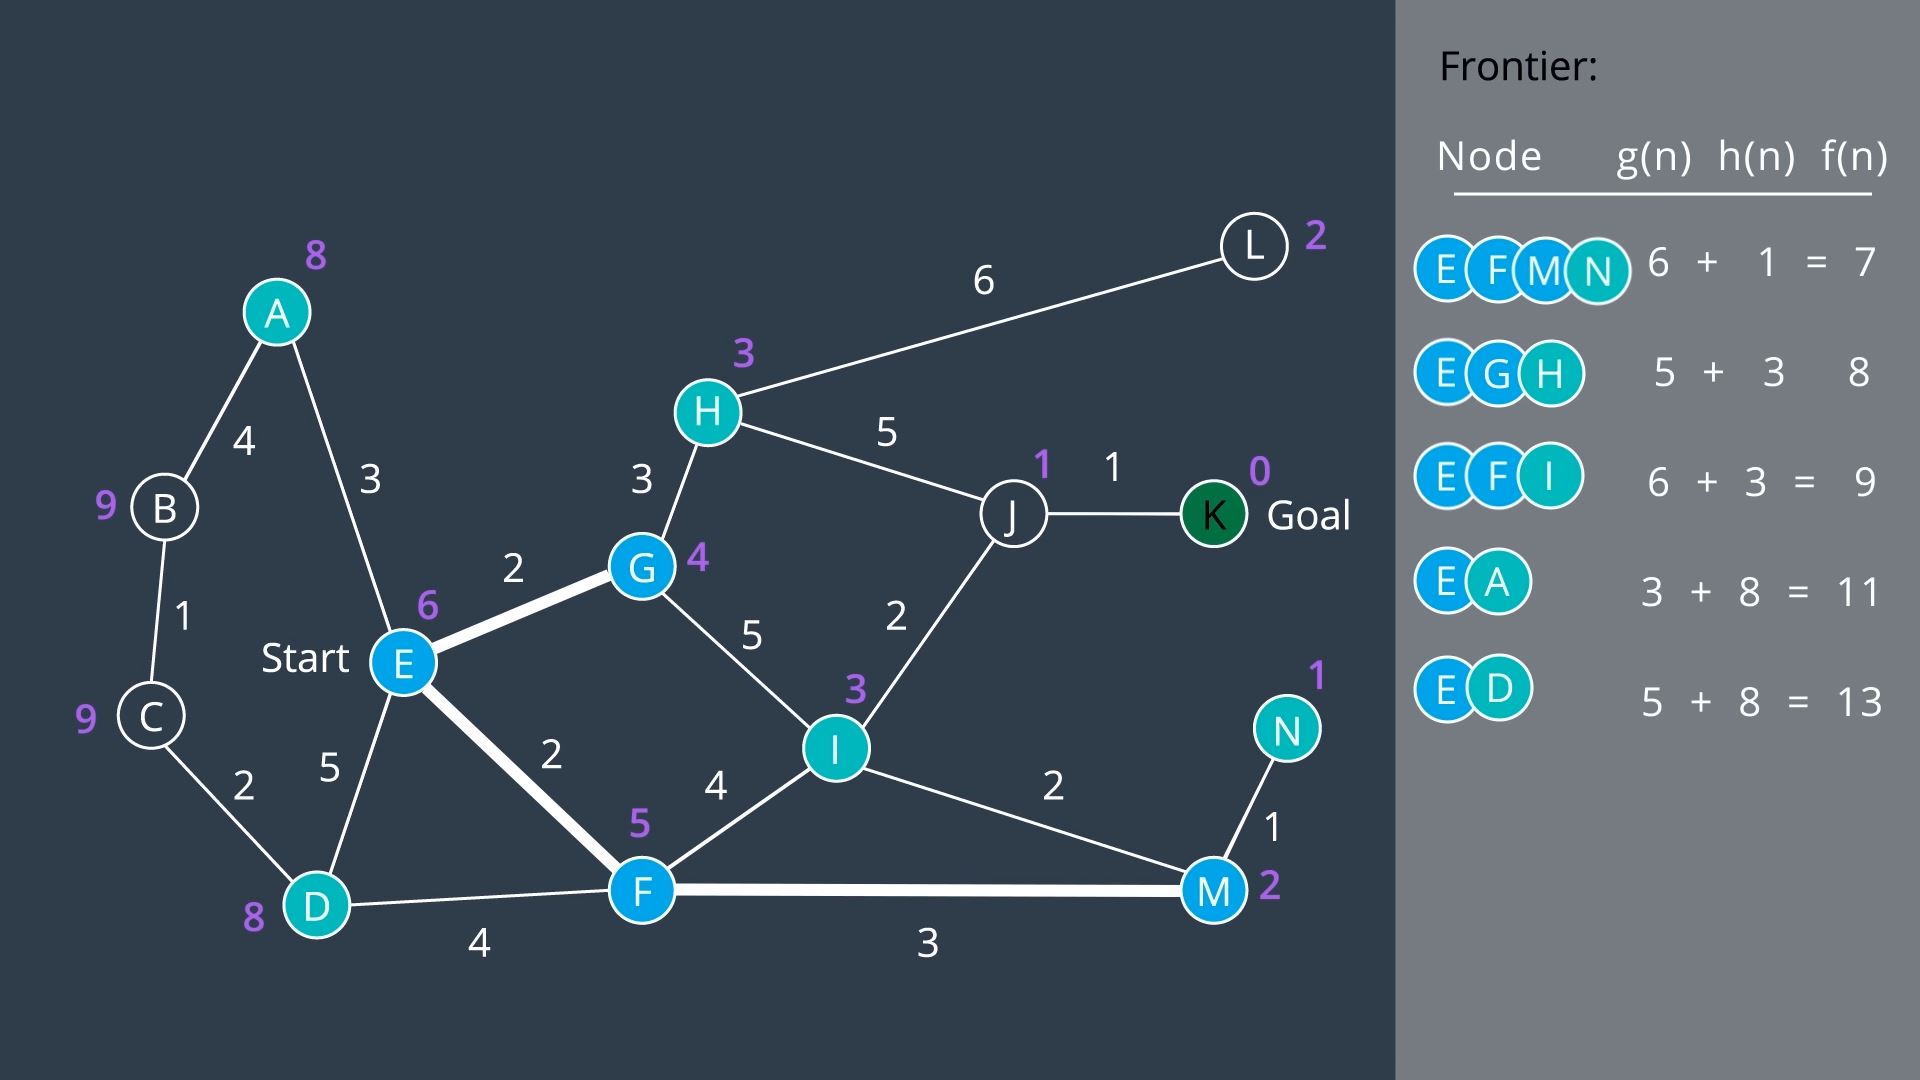 Frontier:
Node g(n) h(n) f(n)
E F M N 6 + 1 = 7
E G H 5 + 3 8
E F I 6 + 3 = 9
E A 3 + 8 = 11
E D 5 + 8 = 13
L 2
8
6
A
3
H
4
5
1
1
0
3
3
9 B
J
K Goal
2
G 4
6
1
5
2
Start E
3
1
9 C
I
N
2
5
2
4
2
5
1
8 D
F
M 2
4
3